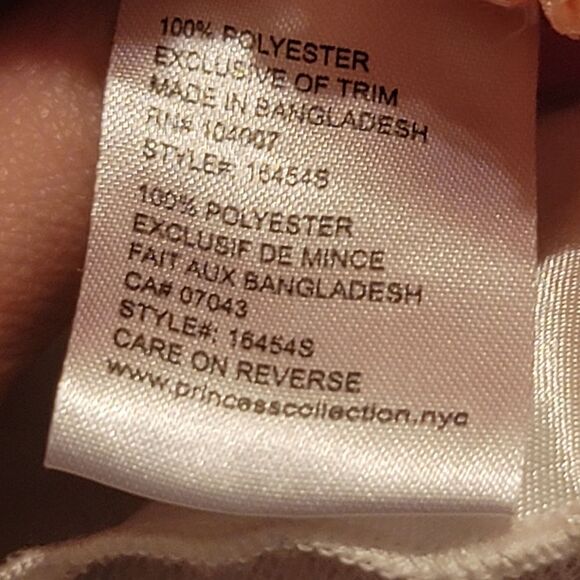 100% POLYESTER
EXCLUSIVE OF TRIM
MADE IN BANGLADESH
RN# 104007
STYLE#: 16454S
100% POLYESTER
EXCLUSIF DE MINCE
FAIT AUX BANGLADESH
CA# 07043
STYLE#: 16454S
CARE ON REVERSE
www.princesscollection.nyc